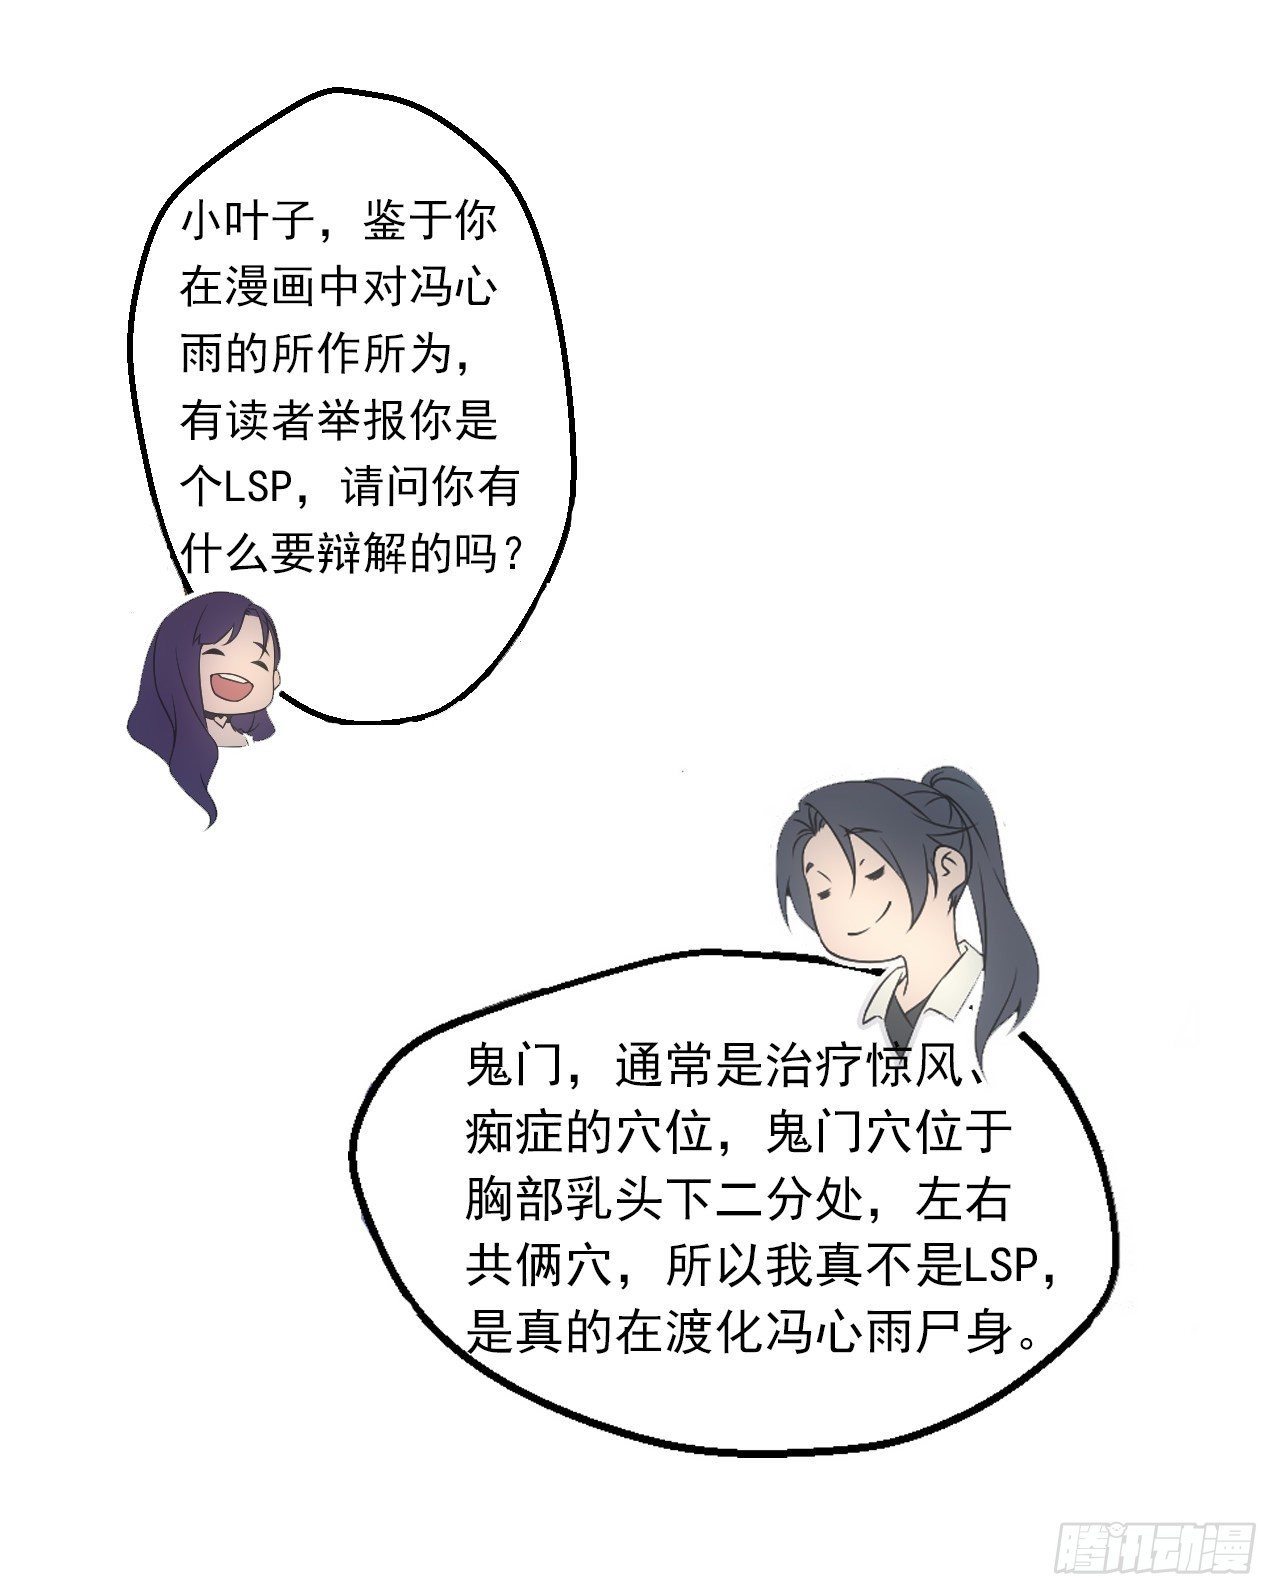 小叶子，鉴于你
在漫画中对冯心
雨的所作所为，
有读者举报你是
个LSP，请问你有
什么要辩解的吗？
鬼门，通常是治疗惊风、
痴症的穴位，鬼门穴位于
胸部乳头下二分处，左右
共俩穴，所以我真不是LSP，
是真的在渡化冯心雨尸身。
腾讯动漫